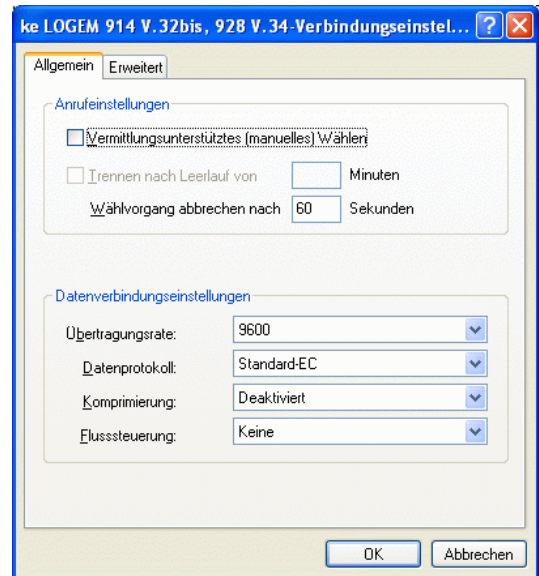 ke LOGEM 914 V.32bis, 928 V.34-Verbindungseinstel...
Allgemein Erweitert
Anrufeinstellungen
Vermittlungsunterstütztes (manuelles) Wählen
Trennen nach Leerlauf von Minuten
Wählvorgang abbrechen nach 60 Sekunden
Datenverbindungseinstellungen
Übertragungsrate: 9600
Datenprotokoll: Standard-EC
Komprimierung: Deaktiviert
Flusssteuerung: Keine
OK Abbrechen